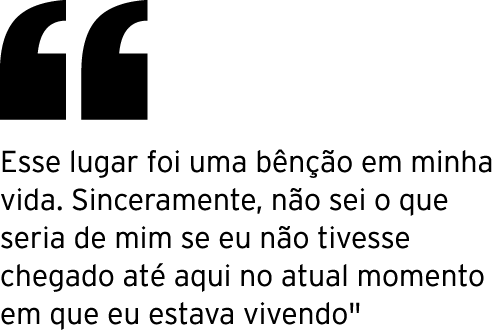 “
Esse lugar foi uma bênção em minha
vida. Sinceramente, não sei o que
seria de mim se eu não tivesse
chegado até aqui no atual momento
em que eu estava vivendo"